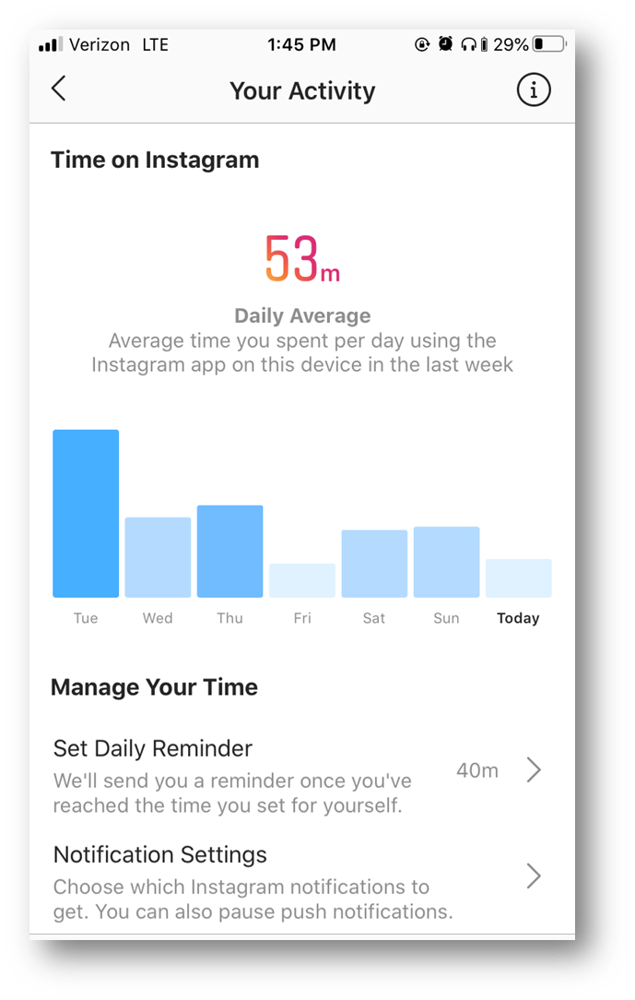 Verizon LTE 1:45 PM 29%
Your Activity
Time on Instagram
53m
Daily Average
Average time you spent per day using the
Instagram app on this device in the last week
Tue Wed Thu Fri Sat Sun Today
Manage Your Time
Set Daily Reminder
40m
We'll send you a reminder once you've
reached the time you set for yourself.
Notification Settings
Choose which Instagram notifications to
get. You can also pause push notifications.